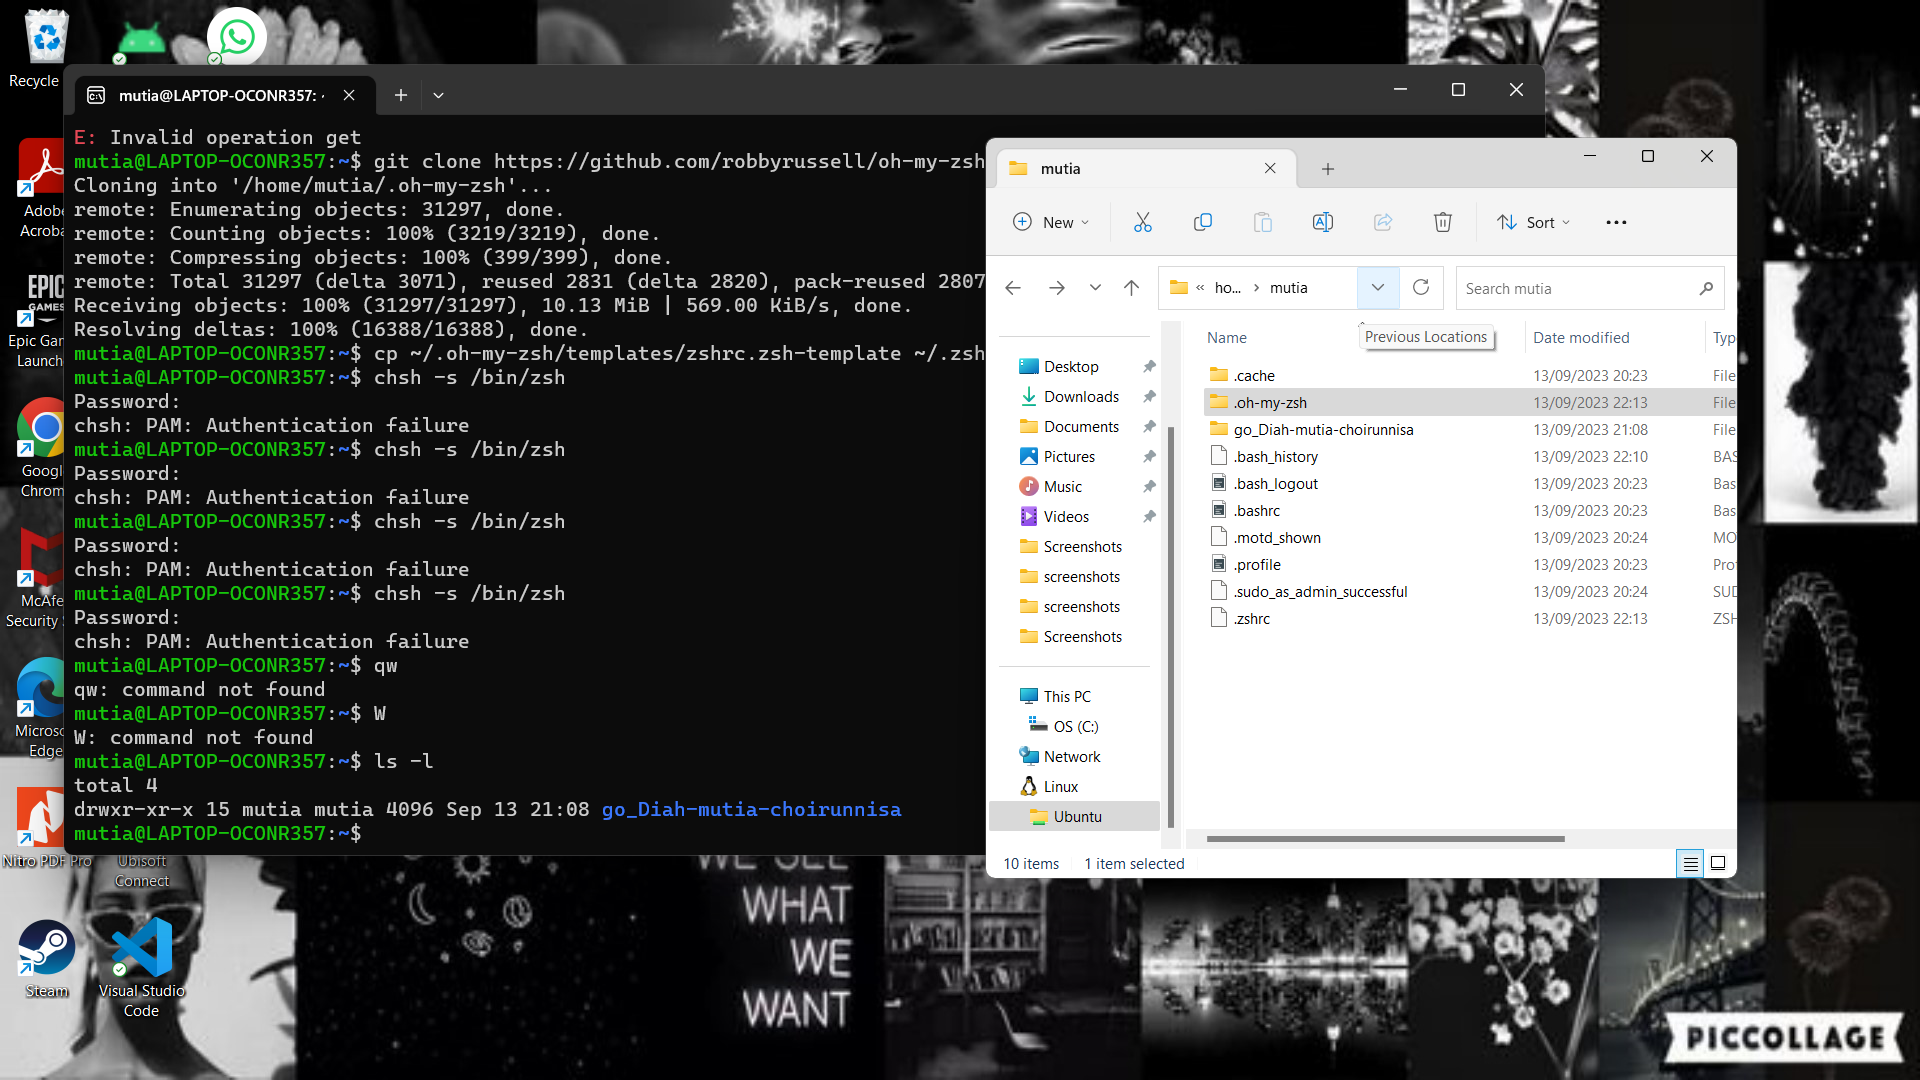 Recycle
mutia@LAPTOP-OCONR357: ·
E: Invalid operation get
mutia@LAPTOP-OCONR357:~$ git clone https://github.com/robbyrussell/oh-my-zsh
Cloning into '/home/mutia/.oh-my-zsh'...
remote: Enumerating objects: 31297, done.
remote: Counting objects: 100% (3219/3219), done.
remote: Compressing objects: 100% (399/399), done.
remote: Total 31297 (delta 3071), reused 2831 (delta 2820), pack-reused 2807
Receiving objects: 100% (31297/31297), 10.13 MiB | 569.00 KiB/s, done.
Resolving deltas: 100% (16388/16388), done.
mutia@LAPTOP-OCONR357:~$ cp ~/.oh-my-zsh/templates/zshrc.zsh-template ~/.zsh
mutia@LAPTOP-OCONR357:~$ chsh -s /bin/zsh
Password:
chsh: PAM: Authentication failure
mutia@LAPTOP-OCONR357:~$ chsh -s /bin/zsh
Password:
chsh: PAM: Authentication failure
mutia@LAPTOP-OCONR357:~$ chsh -s /bin/zsh
Password:
chsh: PAM: Authentication failure
mutia@LAPTOP-OCONR357:~$ chsh -s /bin/zsh
Password:
chsh: PAM: Authentication failure
mutia@LAPTOP-OCONR357:~$ qw
qw: command not found
mutia@LAPTOP-OCONR357:~$ W
W: command not found
mutia@LAPTOP-OCONR357:~$ ls -l
total 4
drwxr-xr-x 15 mutia mutia 4096 Sep 13 21:08 go_Diah-mutia-choirunnisa
mutia@LAPTOP-OCONR357:~$
mutia
New
Sort
« ho... > mutia
Search mutia
Previous Locations
Name Date modified Typ
.cache 13/09/2023 20:23 File
.oh-my-zsh 13/09/2023 22:13 File
go_Diah-mutia-choirunnisa 13/09/2023 21:08 File
.bash_history 13/09/2023 22:10 BAS
.bash_logout 13/09/2023 20:23 Bas
.bashrc 13/09/2023 20:23 Bas
.motd_shown 13/09/2023 20:24 MO
.profile 13/09/2023 20:23 Pro
.sudo_as_admin_successful 13/09/2023 20:24 SUD
.zshrc 13/09/2023 22:13 ZSH
Desktop
Downloads
Documents
Pictures
Music
Videos
Screenshots
screenshots
screenshots
Screenshots
This PC
OS (C:)
Network
Linux
Ubuntu
10 items 1 item selected
Adobe
Acroba
EPIC
GAMES
Epic Gam
Launch
Googl
Chrom
McAfe
Security
Micros
Edge
Nitro PDF Pro
Ubisoft
Connect
Steam
Visual Studio
Code
WE SEE
WHAT
WE
WANT
PICCOLLAGE